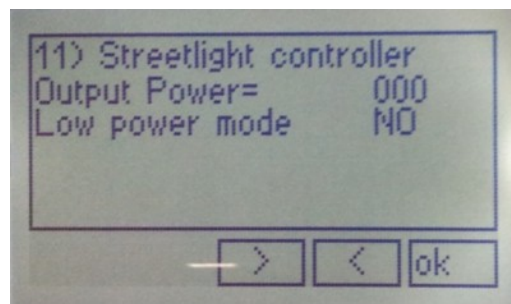 11) Streetlight controller
Output Power= 000
Low power mode NO
> < ok